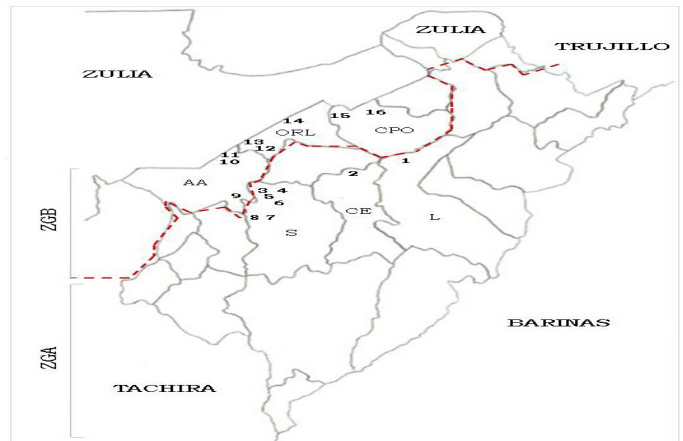 ZULIA
TRUJILLO
ZULIA
15 16
14
ORL CPO
13
12
11
10
1
2
AA
3 4
9 5
6
CE
L
8 7
S
ZGB
BARINAS
ZGA
TACHIRA